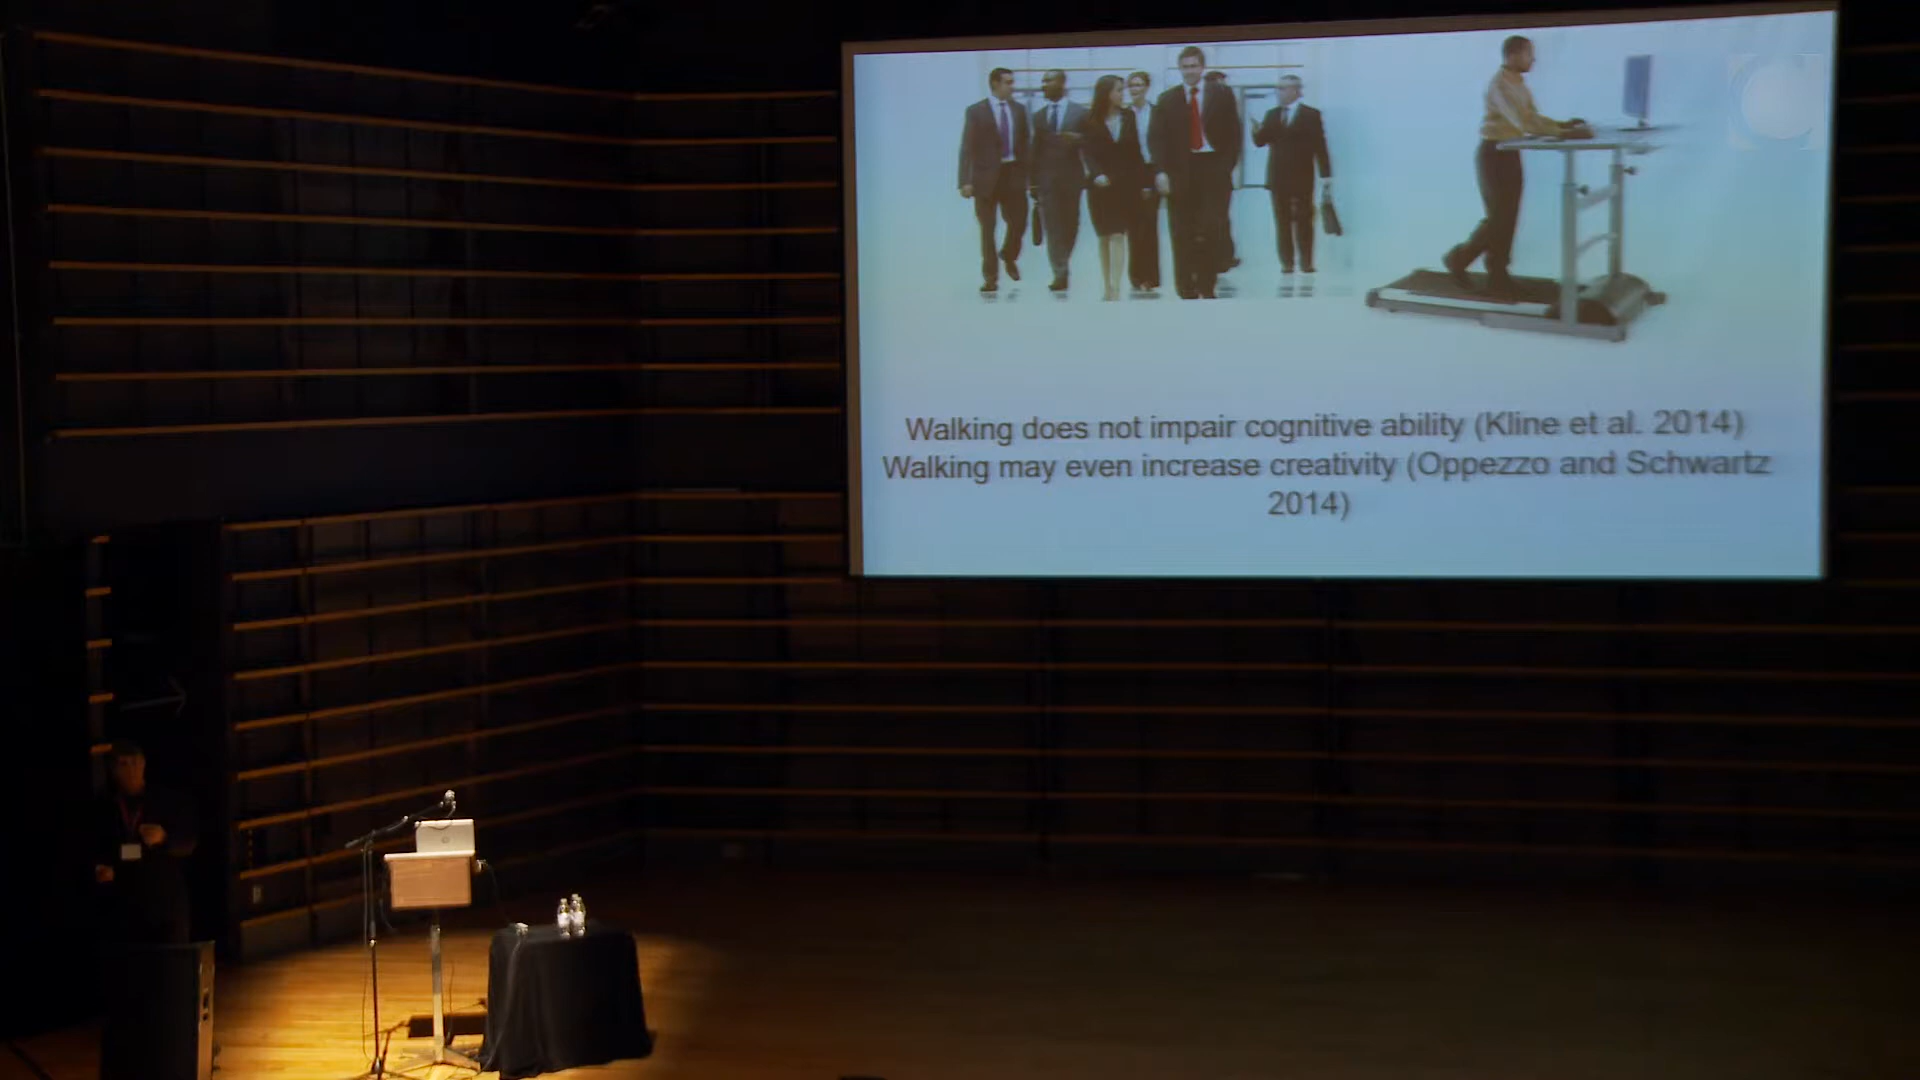 Walking does not impair cognitive ability (Kline et al. 2014)
Walking may even increase creativity (Oppezzo and Schwartz
2014)